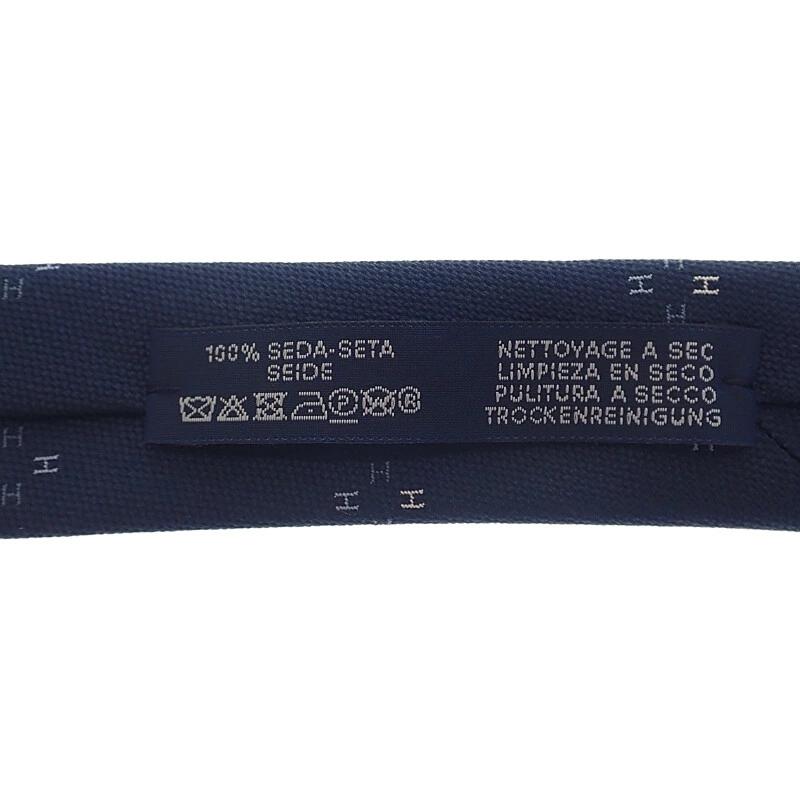 100% SEDA-SETA
SEIDE
P W ®
NETTOYAGE A SEC
LIMPIEZA EN SECO
PULITURA A SECCO
TROCKENREINIGUNG
H H H H H H H H H H H H